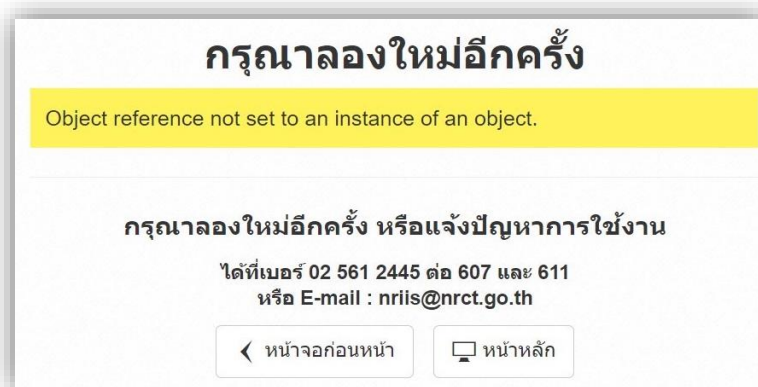 กรุณาลองใหม่อีกครั้ง
Object reference not set to an instance of an object.
กรุณาลองใหม่อีกครั้ง หรือแจ้งปัญหาการใช้งาน
ได้ที่เบอร์ 02 561 2445 ต่อ 607 และ 611
หรือ E-mail : nriis@nrct.go.th
หน้าจอก่อนหน้า หน้าหลัก